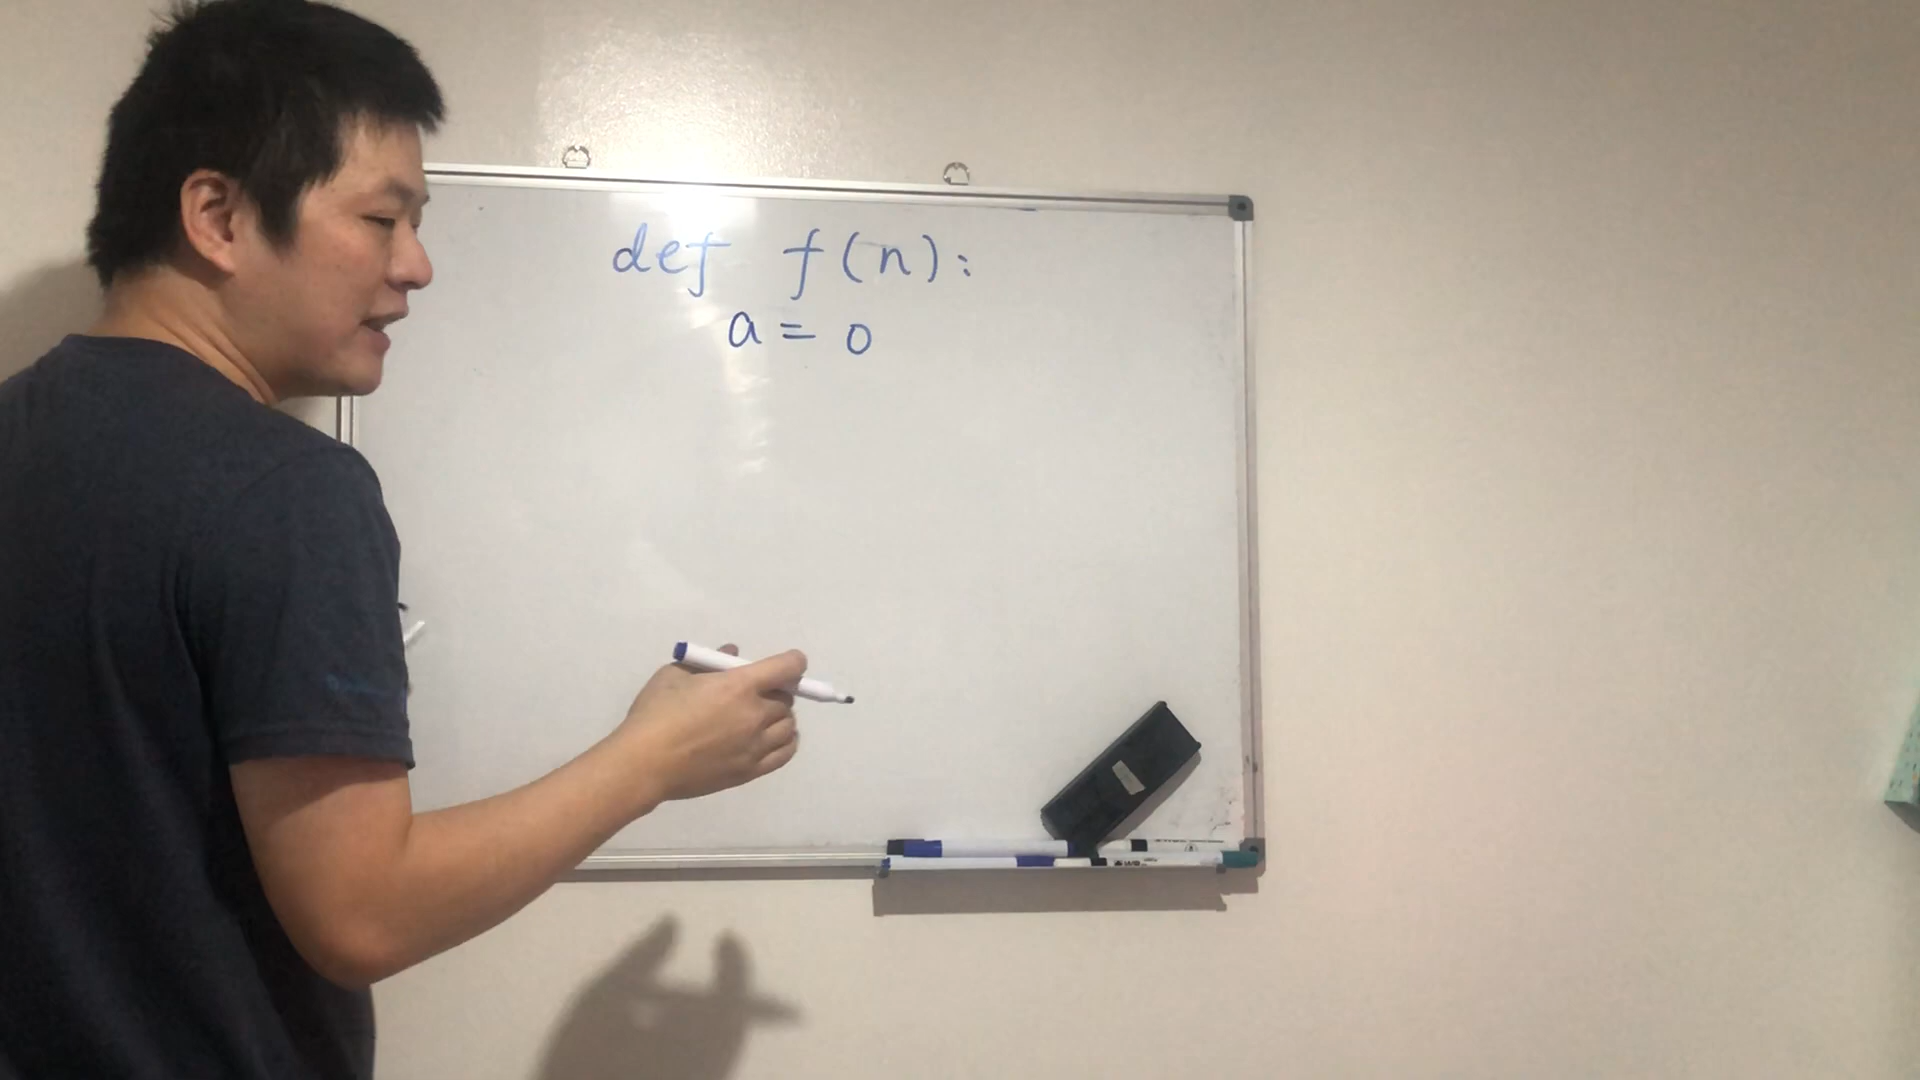 def f(n):
a = 0